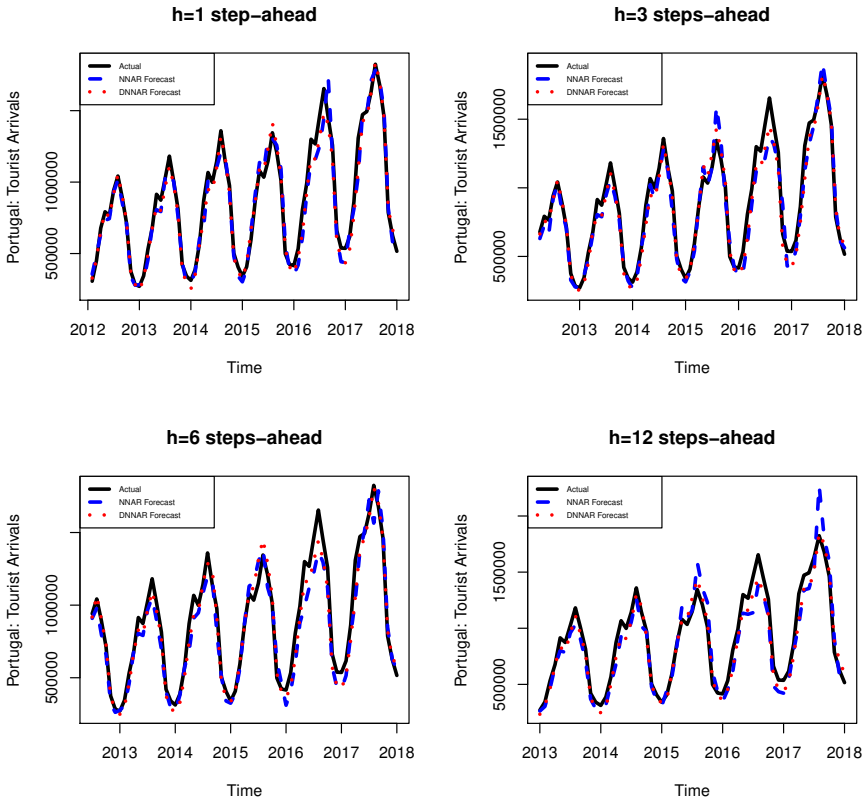 h=1 step−ahead
Portugal: Tourist Arrivals
500000 1000000
Actual
NNAR Forecast
DNNAR Forecast
2012 2013 2014 2015 2016 2017 2018
Time
h=3 steps−ahead
Portugal: Tourist Arrivals
500000 1500000
Actual
NNAR Forecast
DNNAR Forecast
2013 2014 2015 2016 2017 2018
Time
h=6 steps−ahead
Portugal: Tourist Arrivals
500000 1000000
Actual
NNAR Forecast
DNNAR Forecast
2013 2014 2015 2016 2017 2018
Time
h=12 steps−ahead
Portugal: Tourist Arrivals
500000 1500000
Actual
NNAR Forecast
DNNAR Forecast
2013 2014 2015 2016 2017 2018
Time